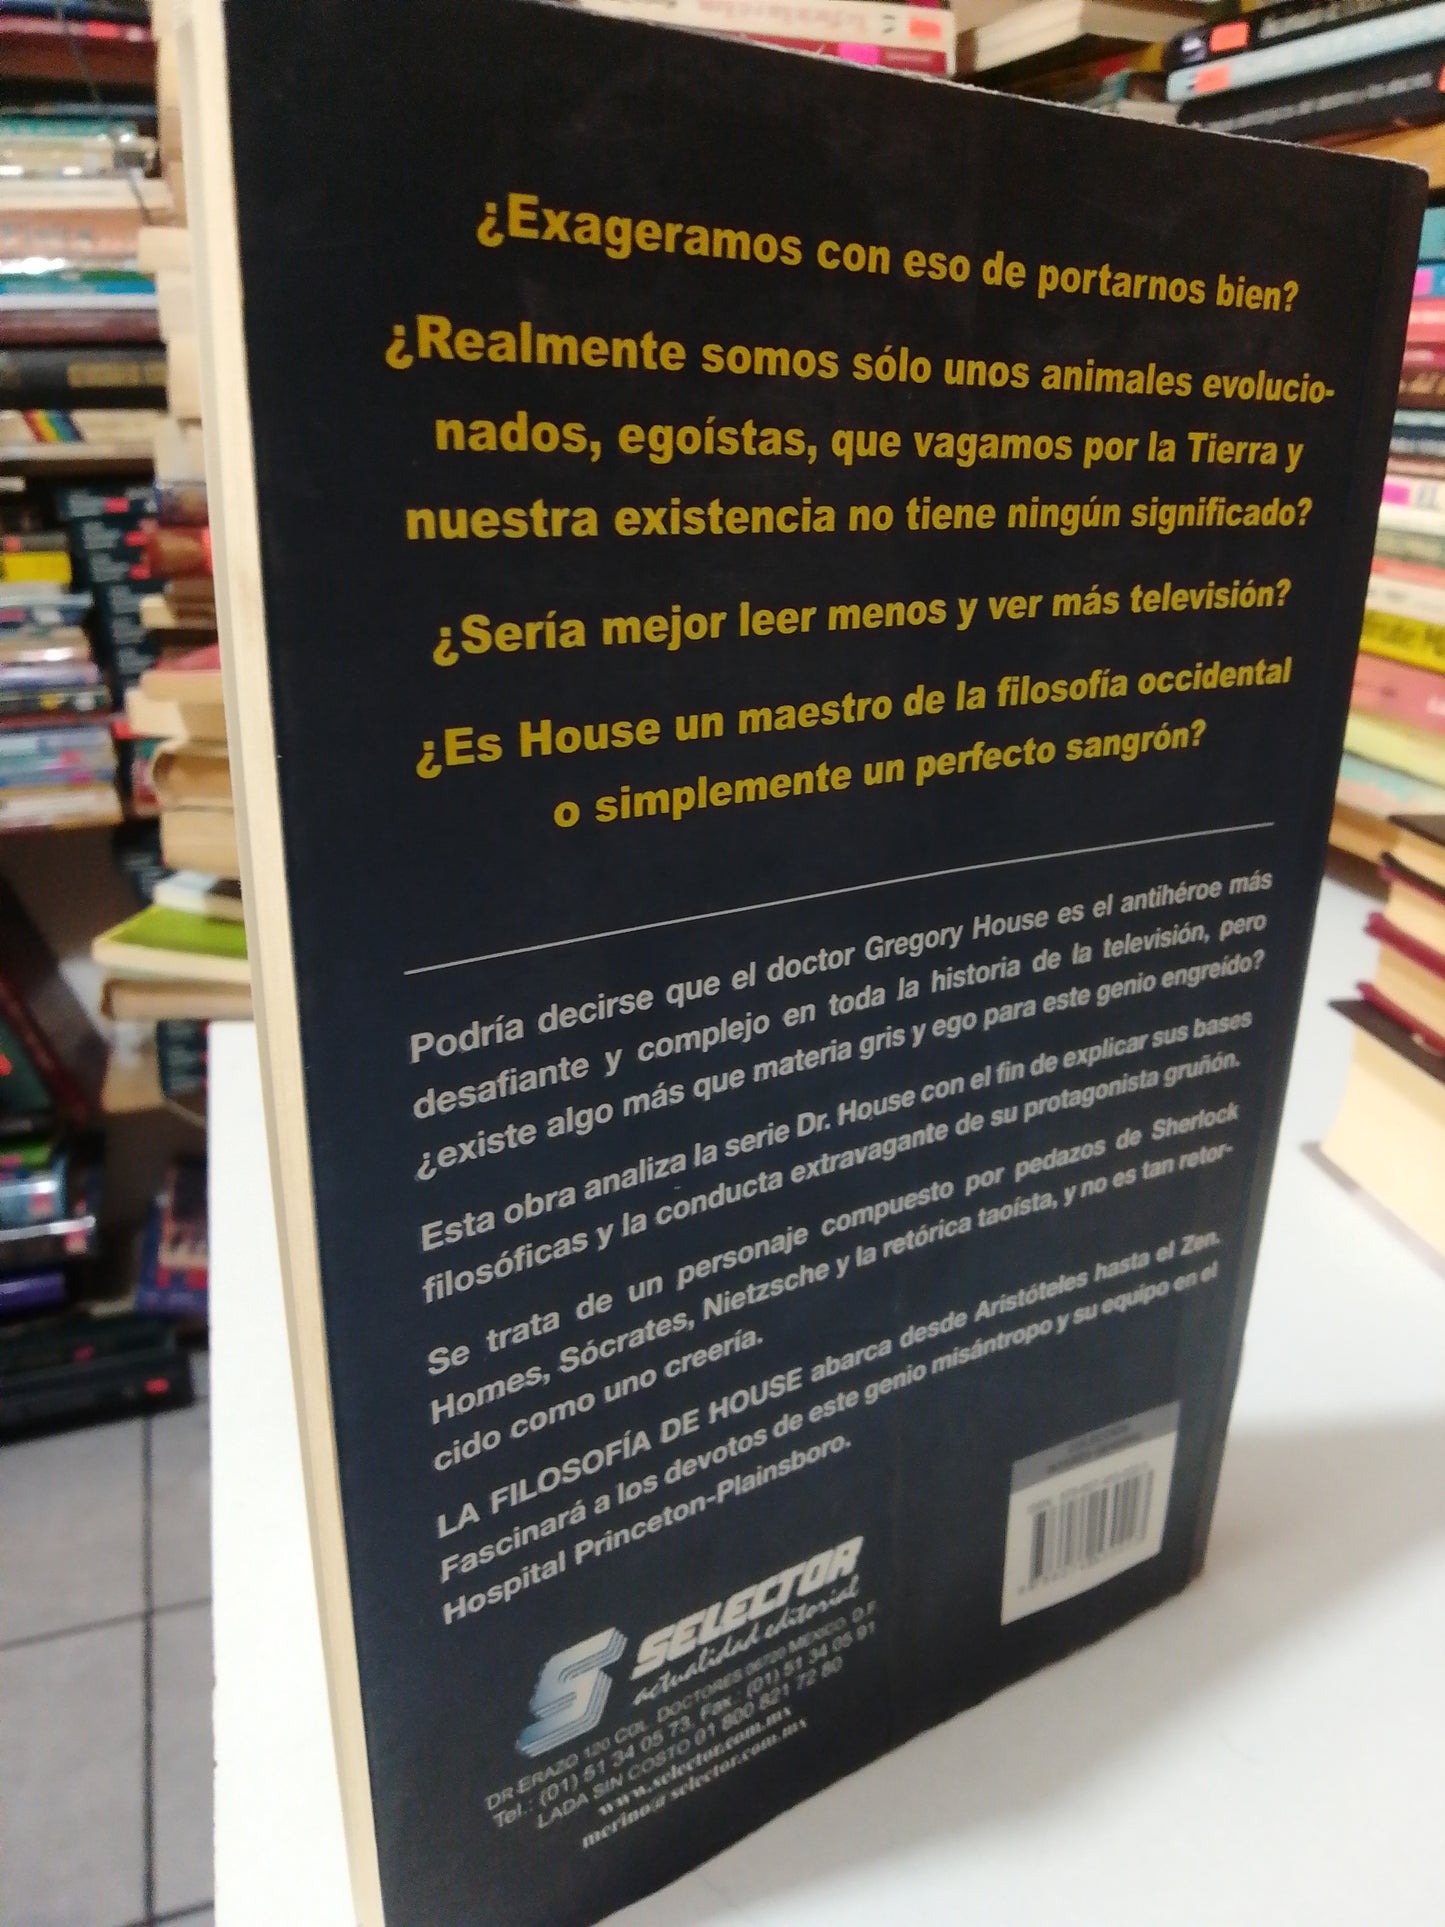 ¿Exageramos con eso de portarnos bien?
¿Realmente somos sólo unos animales evolucio-
nados, egoístas, que vagamos por la Tierra y
nuestra existencia no tiene ningún significado?
¿Sería mejor leer menos y ver más televisión?
¿Es House un maestro de la filosofía occidental
o simplemente un perfecto sangrón?
Podría decirse que el doctor Gregory House es el antihéroe más
desafiante y complejo en toda la historia de la televisión, pero
¿existe algo más que materia gris y ego para este genio engreído?
Esta obra analiza la serie Dr. House con el fin de explicar sus bases
filosóficas y la conducta extravagante de su protagonista gruñón.
Se trata de un personaje compuesto por pedazos de Sherlock
Homes, Sócrates, Nietzsche y la retórica taoísta, y no es tan retor-
cido como uno creería.
LA FILOSOFÍA DE HOUSE abarca desde Aristóteles hasta el Zen.
Fascinará a los devotos de este genio misántropo y su equipo en el
Hospital Princeton-Plainsboro.
SELECTOR
actualidad editorial
DR ERAZO 120 COL. DOCTORES 06720 MEXICO, D.F.
Tel.: (01) 51 34 05 73. Fax.: (01) 51 34 05 91
LADA SIN COSTO 01 800 821 72 80
www.selector.com.mx
merino@selector.com.mx